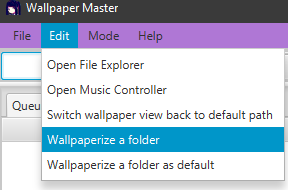 Wallpaper Master
File Edit Mode Help
Open File Explorer
Open Music Controller
Switch wallpaper view back to default path
Queu
Wallpaperize a folder
Wallpaperize a folder as default